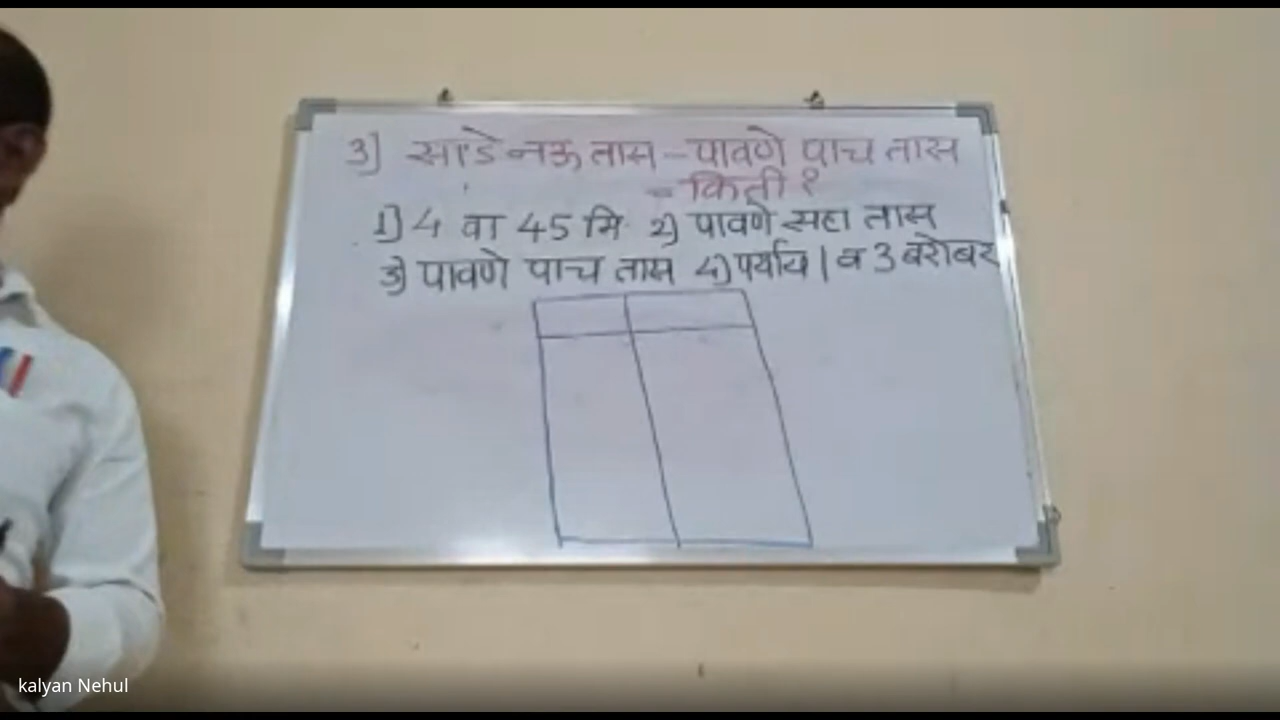 3] साडे नऊ तास - पावणे पाच तास
= किती ?
1) 4 वा 45 मि 2) पावणे सहा तास
3) पावणे पाच तास 4) पर्याय 1 व 3 बरोबर
kalyan Nehul